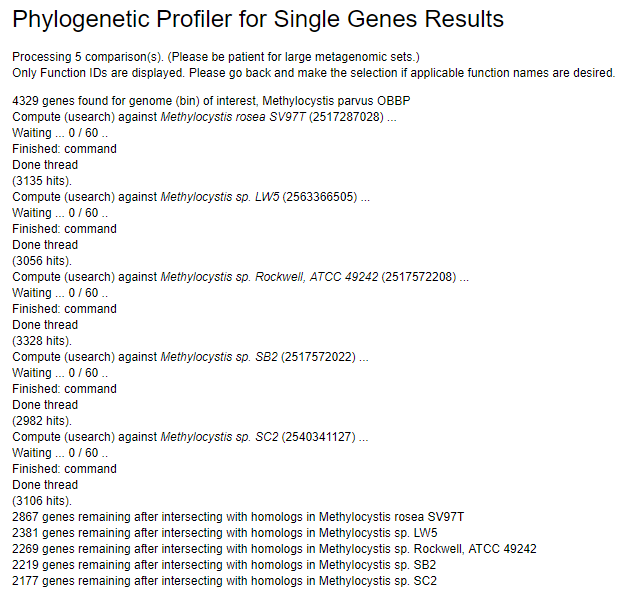 Phylogenetic Profiler for Single Genes Results
Processing 5 comparison(s). (Please be patient for large metagenomic sets.)
Only Function IDs are displayed. Please go back and make the selection if applicable function names are desired.
4329 genes found for genome (bin) of interest, Methylocystis parvus OBBP
Compute (usearch) against Methylocystis rosea SV97T (2517287028) ...
Waiting ... 0 / 60 ..
Finished: command
Done thread
(3135 hits).
Compute (usearch) against Methylocystis sp. LW5 (2563366505) ...
Waiting ... 0 / 60 ..
Finished: command
Done thread
(3056 hits).
Compute (usearch) against Methylocystis sp. Rockwell, ATCC 49242 (2517572208) ...
Waiting ... 0 / 60 ..
Finished: command
Done thread
(3328 hits).
Compute (usearch) against Methylocystis sp. SB2 (2517572022) ...
Waiting ... 0 / 60 ..
Finished: command
Done thread
(2982 hits).
Compute (usearch) against Methylocystis sp. SC2 (2540341127) ...
Waiting ... 0 / 60 ..
Finished: command
Done thread
(3106 hits).
2867 genes remaining after intersecting with homologs in Methylocystis rosea SV97T
2381 genes remaining after intersecting with homologs in Methylocystis sp. LW5
2269 genes remaining after intersecting with homologs in Methylocystis sp. Rockwell, ATCC 49242
2219 genes remaining after intersecting with homologs in Methylocystis sp. SB2
2177 genes remaining after intersecting with homologs in Methylocystis sp. SC2